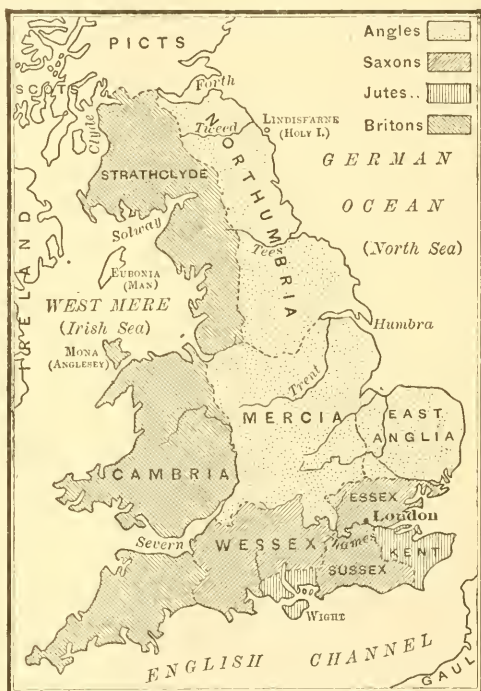 PICTS
Angles
Saxons
Jutes..
Britons
SCOTS
Forth
Clyde
Tweed
LINDISFARNE
(HOLY I.)
NORTHUMBRIA
GERMAN
OCEAN
(North Sea)
STRATHCLYDE
Solway
Tees
EUBONIA
(MAN)
IRELAND
WEST MERE
(Irish Sea)
Humbra
MONA
(ANGLESEY)
Trent
MERCIA
EAST
ANGLIA
CAMBRIA
ESSEX
London
Severn
WESSEX
Thames
KENT
SUSSEX
WIGHT
ENGLISH CHANNEL
GAUL